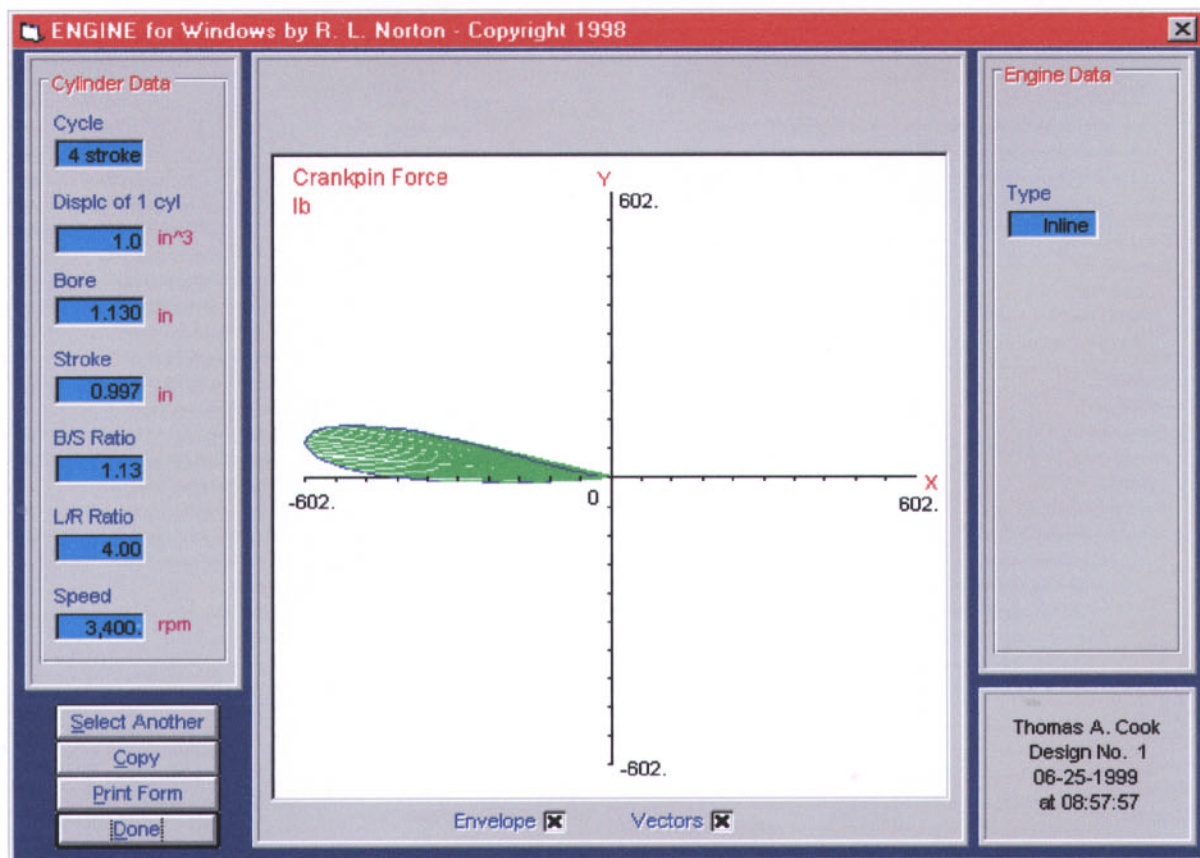 ENGINE for Windows by R. L. Norton - Copyright 1998
Cylinder Data
Cycle
4 stroke
Displc of 1 cyl
1.0 in^3
Bore
1.130 in
Stroke
0.997 in
B/S Ratio
1.13
L/R Ratio
4.00
Speed
3,400. rpm
Select Another
Copy
Print Form
Done
Crankpin Force
lb
Y
602.
-602.
0
X
602.
-602.
Envelope
Vectors
Engine Data
Type
Inline
Thomas A. Cook
Design No. 1
06-25-1999
at 08:57:57